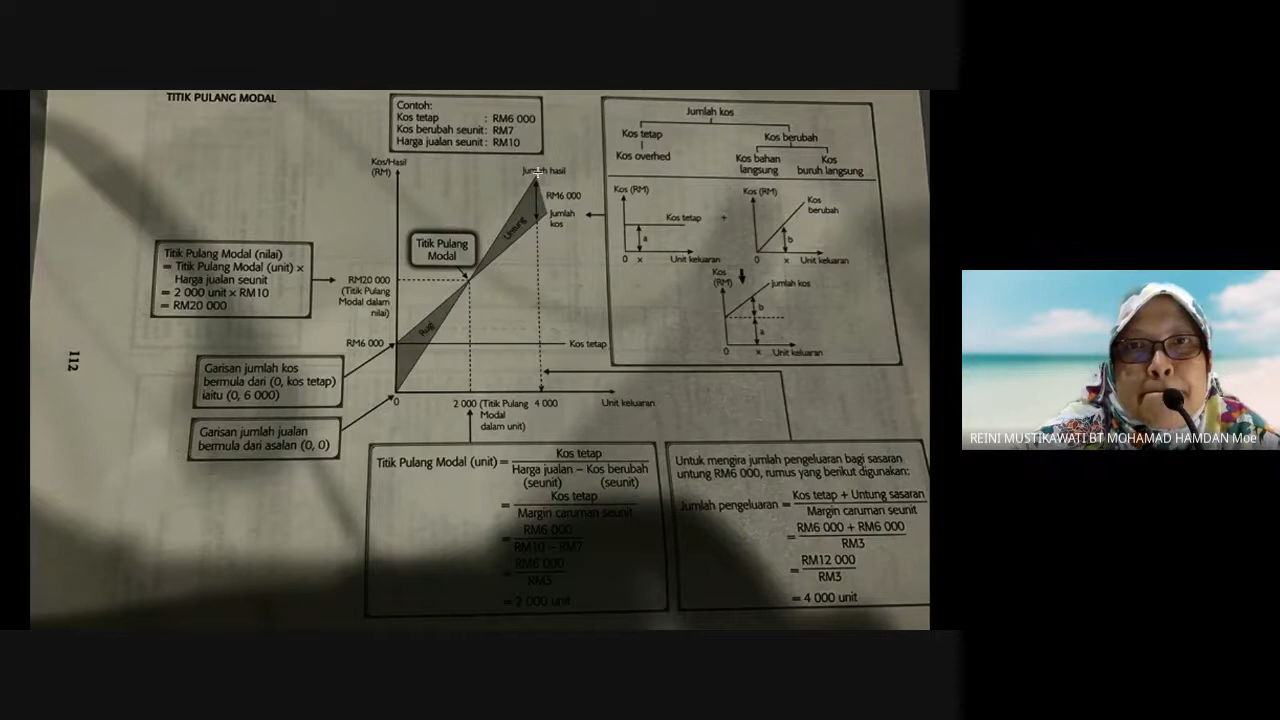 TITIK PULANG MODAL
Contoh:
Kos tetap : RM6 000
Kos berubah seunit: RM7
Harga jualan seunit: RM10
Kos/Hasil
(RM)
Jumlah hasil
RM6 000
Jumlah
kos
Untung
Titik Pulang
Modal
RM20 000
(Titik Pulang
Modal dalam
nilai)
Rugi
RM6 000
Kos tetap
0
2 000 (Titik Pulang
Modal
dalam unit)
4 000
Unit keluaran
Titik Pulang Modal (nilai)
= Titik Pulang Modal (unit) ×
Harga jualan seunit
= 2 000 unit × RM10
= RM20 000
112
Garisan jumlah kos
bermula dari (0, kos tetap)
iaitu (0, 6 000)
Garisan jumlah jualan
bermula dari asalan (0, 0)
Jumlah kos
Kos tetap
Kos berubah
Kos overhed
Kos bahan
langsung
Kos
buruh langsung
Kos (RM)
Kos tetap
a
0 x Unit keluaran
+
Kos (RM)
Kos
berubah
b
0 x Unit keluaran
Kos
(RM)
Jumlah kos
b
a
0 x Unit keluaran
Titik Pulang Modal (unit) = Kos tetap
Harga jualan – Kos berubah
(seunit) (seunit)
= Kos tetap
Margin caruman seunit
= RM6 000
RM10 – RM7
= RM6 000
RM3
= 2 000 unit
Untuk mengira jumlah pengeluaran bagi sasaran
untung RM6 000, rumus yang berikut digunakan:
Jumlah pengeluaran = Kos tetap + Untung sasaran
Margin caruman seunit
= RM6 000 + RM6 000
RM3
= RM12 000
RM3
= 4 000 unit
REINI MUSTIKAWATI BT MOHAMAD HAMDAN Moe